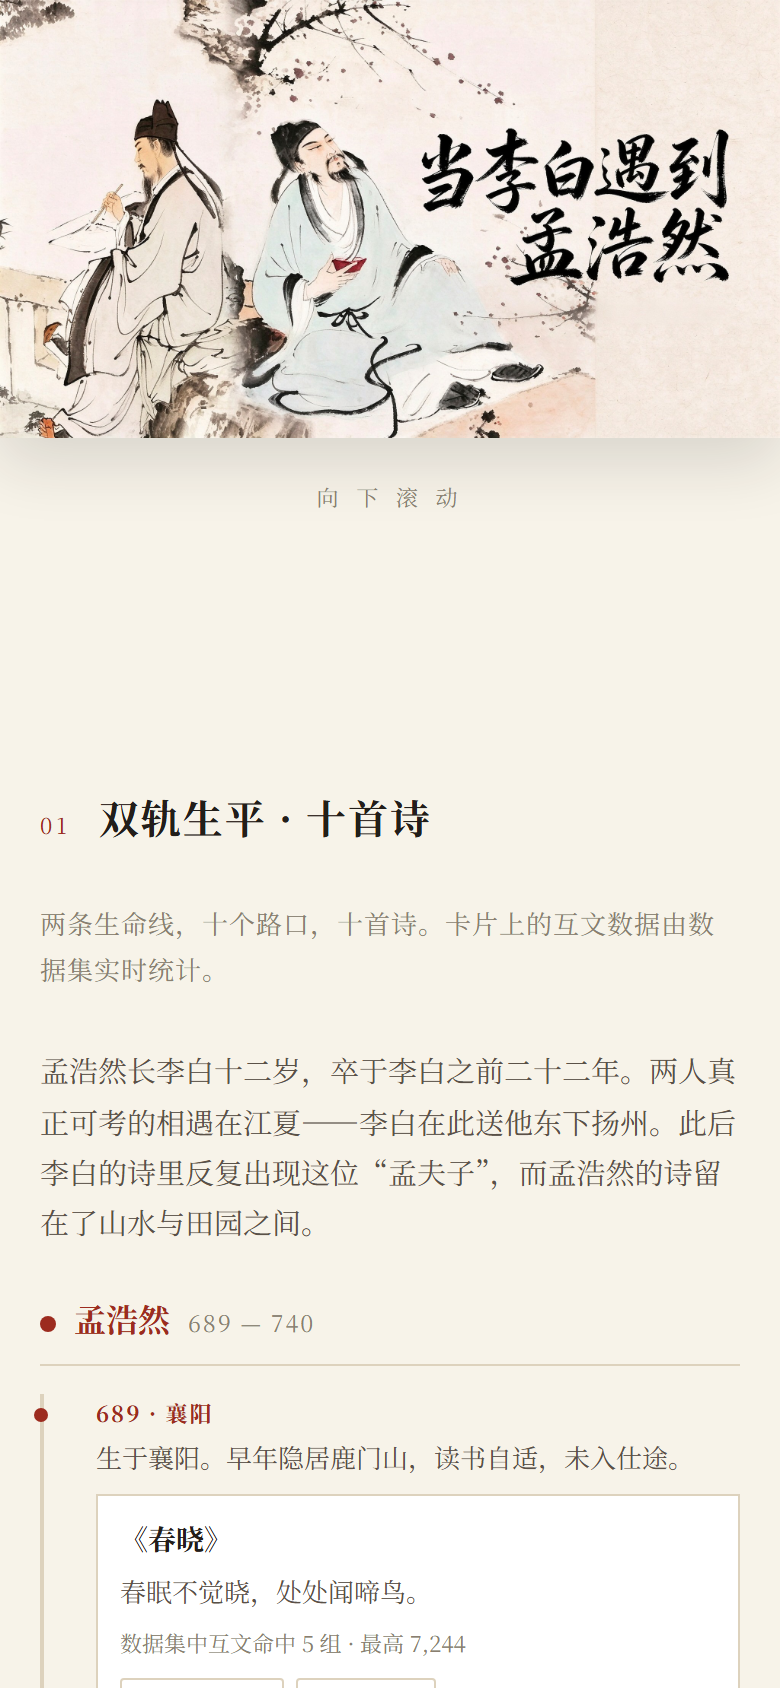 当李白遇到
孟浩然
向下滚动
01 双轨生平·十首诗
两条生命线，十个路口，十首诗。卡片上的互文数据由数
据集实时统计。
孟浩然长李白十二岁，卒于李白之前二十二年。两人真
正可考的相遇在江夏——李白在此送他东下扬州。此后
李白的诗里反复出现这位“孟夫子”，而孟浩然的诗留
在了山水与田园之间。
孟浩然 689 — 740
689 · 襄阳
生于襄阳。早年隐居鹿门山，读书自适，未入仕途。
《春晓》
春眠不觉晓，处处闻啼鸟。
数据集中互文命中 5 组 · 最高 7,244